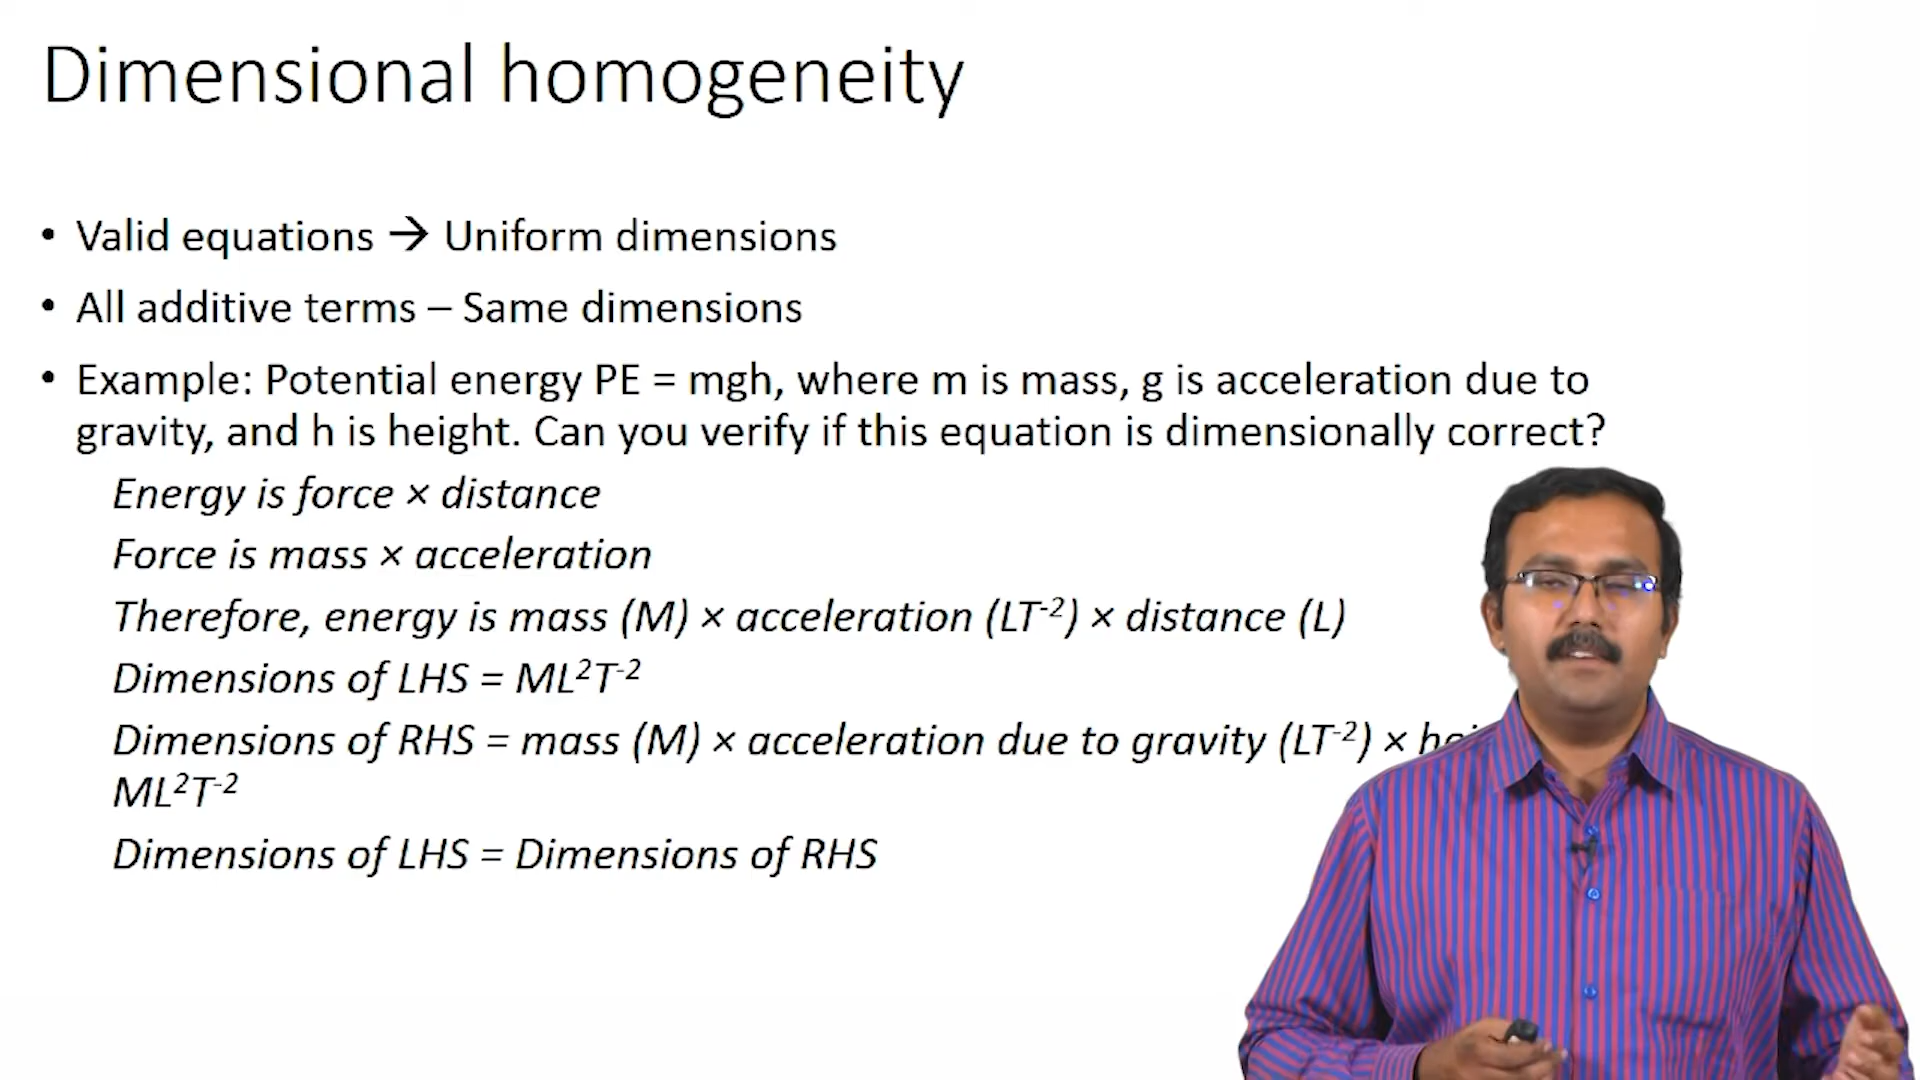 Dimensional homogeneity
• Valid equations → Uniform dimensions
• All additive terms – Same dimensions
• Example: Potential energy PE = mgh, where m is mass, g is acceleration due to
gravity, and h is height. Can you verify if this equation is dimensionally correct?
Energy is force × distance
Force is mass × acceleration
Therefore, energy is mass (M) × acceleration (LT⁻²) × distance (L)
Dimensions of LHS = ML²T⁻²
Dimensions of RHS = mass (M) × acceleration due to gravity (LT⁻²) ×
ML²T⁻²
Dimensions of LHS = Dimensions of RHS